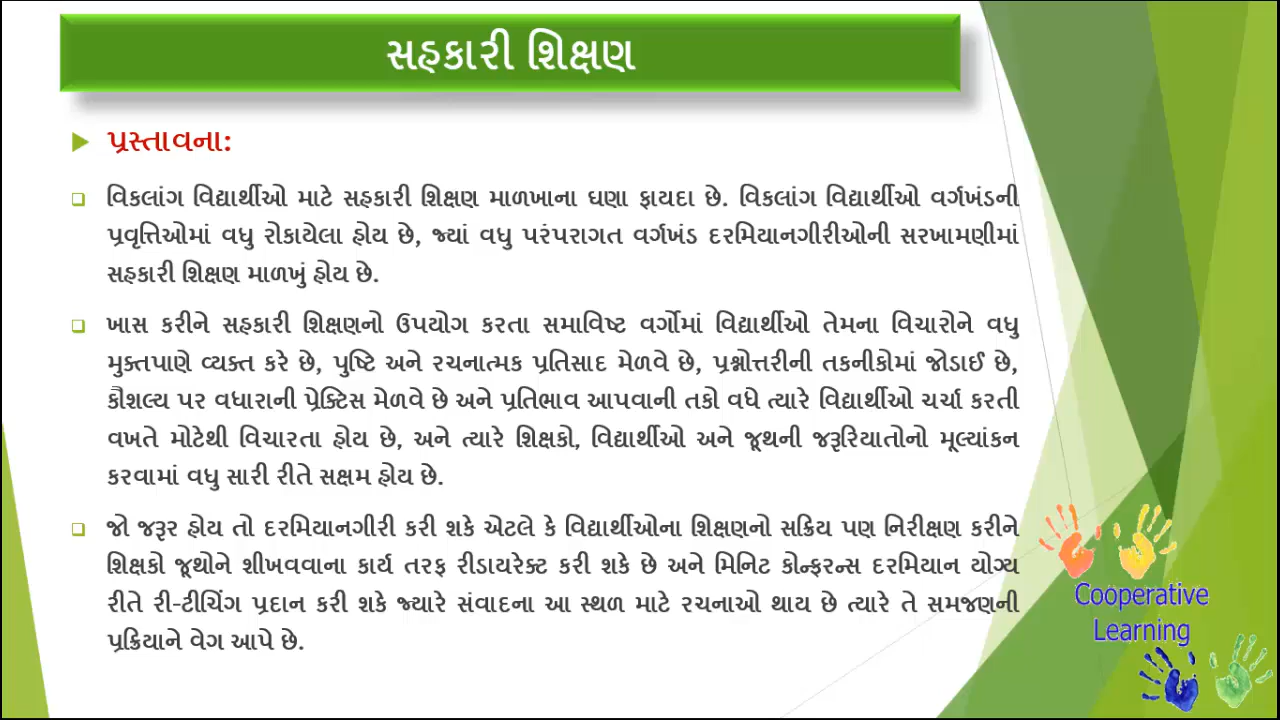 સહકારી શિક્ષણ
પ્રસ્તાવના:
વિકલાંગ વિદ્યાર્થીઓ માટે સહકારી શિક્ષણ માળખાના ઘણા ફાયદા છે. વિકલાંગ વિદ્યાર્થીઓ વર્ગખંડની
પ્રવૃત્તિઓમાં વધુ રોકાયેલા હોય છે, જ્યાં વધુ પરંપરાગત વર્ગખંડ દરમિયાનગીરીઓની સરખામણીમાં
સહકારી શિક્ષણ માળખું હોય છે.
ખાસ કરીને સહકારી શિક્ષણનો ઉપયોગ કરતા સમાવિષ્ટ વર્ગોમાં વિદ્યાર્થીઓ તેમના વિચારોને વધુ
મુક્તપાણે વ્યક્ત કરે છે, પુષ્ટિ અને રચનાત્મક પ્રતિસાદ મેળવે છે, પ્રશ્નોત્તરીની તકનીકોમાં જોડાઈ છે,
કૌશલ્ય પર વધારાની પ્રેક્ટિસ મેળવે છે અને પ્રતિભાવ આપવાની તકો વધે ત્યારે વિદ્યાર્થીઓ ચર્ચા કરતી
વખતે મોટેથી વિચારતા હોય છે, અને ત્યારે શિક્ષકો, વિદ્યાર્થીઓ અને જૂથની જરૂરિયાતોનો મૂલ્યાંકન
કરવામાં વધુ સારી રીતે સક્ષમ હોય છે.
જો જરૂર હોય તો દરમિયાનગીરી કરી શકે એટલે કે વિદ્યાર્થીઓના શિક્ષણનો સક્રિય પણ નિરીક્ષણ કરીને
શિક્ષકો જૂથોને શીખવવાના કાર્ય તરફ રીડાયરેક્ટ કરી શકે છે અને મિનિટ કોન્ફરન્સ દરમિયાન યોગ્ય
રીતે રી-ટીચિંગ પ્રદાન કરી શકે જ્યારે સંવાદના આ સ્થળ માટે રચનાઓ થાય છે ત્યારે તે સમજણની
પ્રક્રિયાને વેગ આપે છે.
Cooperative
Learning